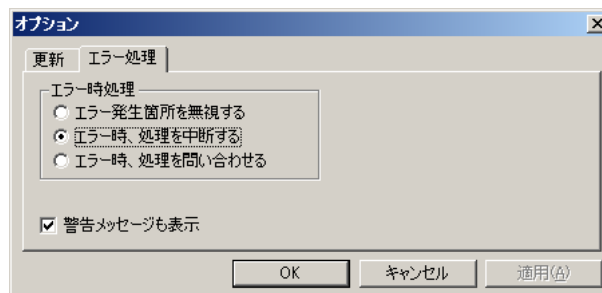 オプション
更新 エラー処理
エラー時処理
エラー発生箇所を無視する
エラー時、処理を中断する
エラー時、処理を問い合わせる
警告メッセージも表示
OK キャンセル 適用(A)